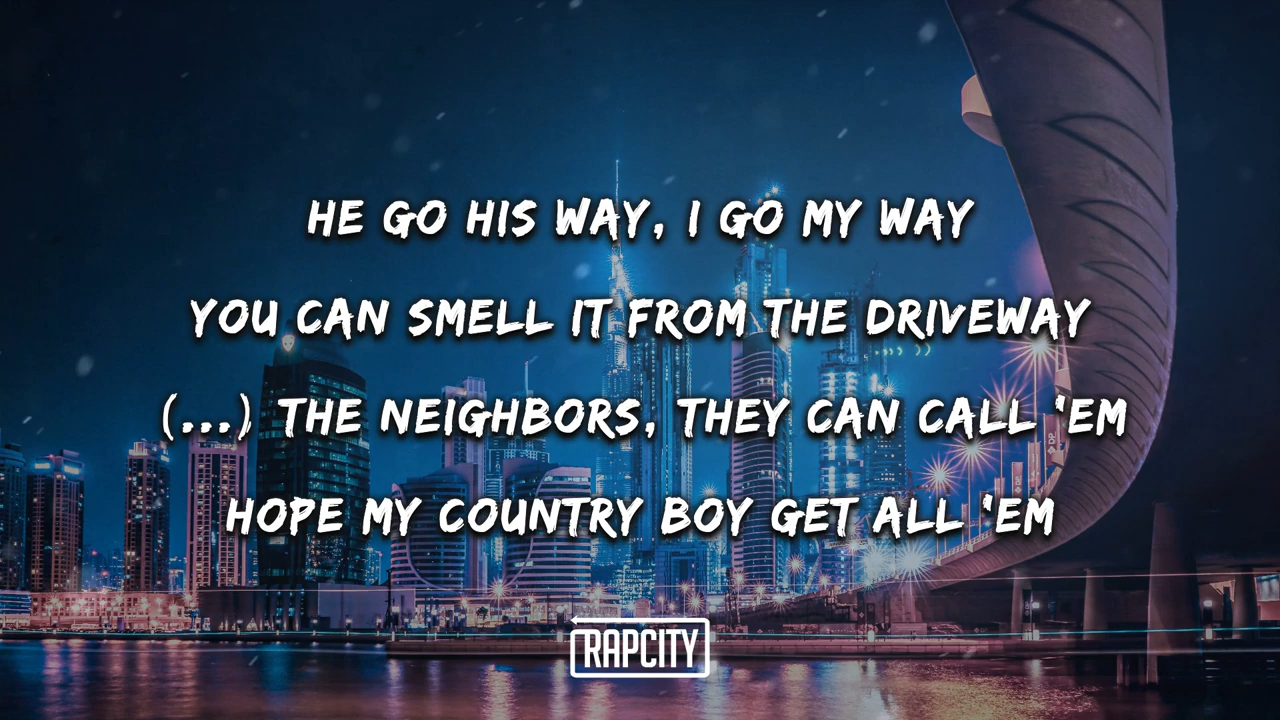 HE GO HIS WAY, I GO MY WAY
YOU CAN SMELL IT FROM THE DRIVEWAY
(...) THE NEIGHBORS, THEY CAN CALL 'EM
HOPE MY COUNTRY BOY GET ALL 'EM
RAPCITY